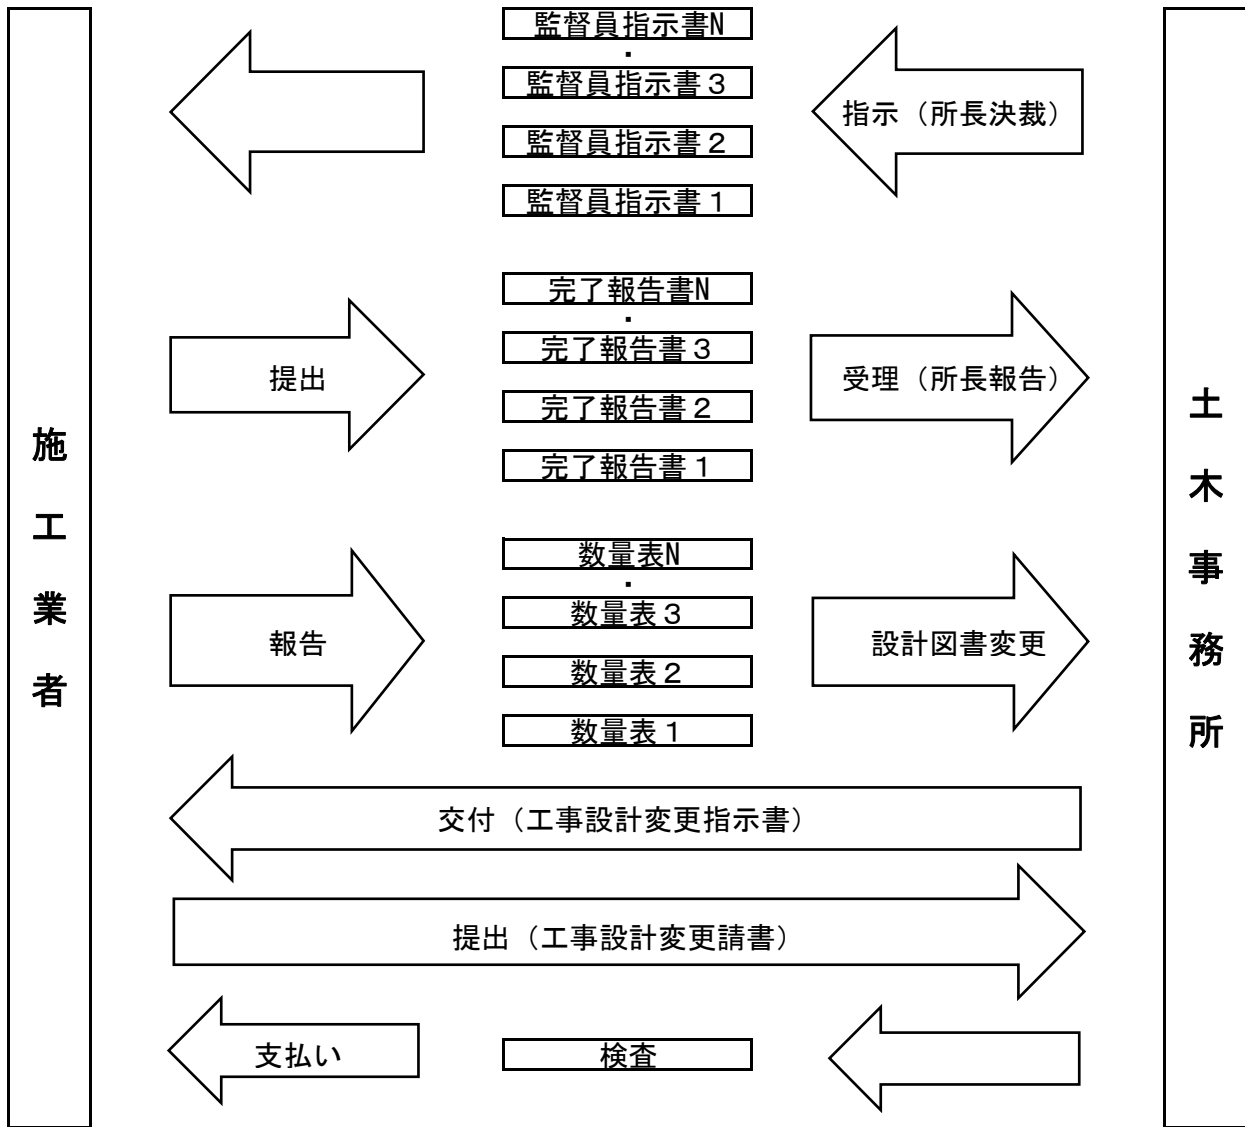 監督員指示書N
・
監督員指示書３
監督員指示書２
監督員指示書１
指示（所長決裁）
完了報告書N
・
完了報告書３
完了報告書２
完了報告書１
提出
受理（所長報告）
施工業者
土木事務所
数量表N
・
数量表３
数量表２
数量表１
報告
設計図書変更
交付（工事設計変更指示書）
提出（工事設計変更請書）
支払い
検査